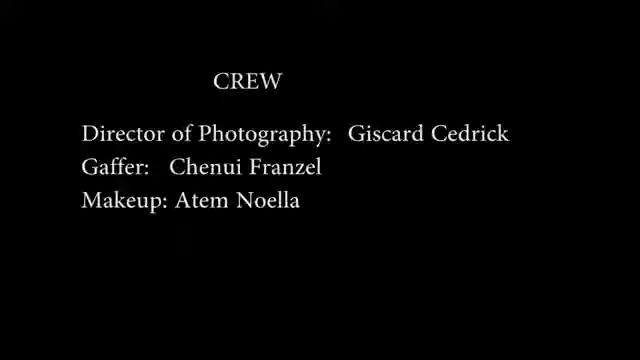 CREW
Director of Photography: Giscard Cedrick
Gaffer: Chenui Franzel
Makeup: Atem Noella